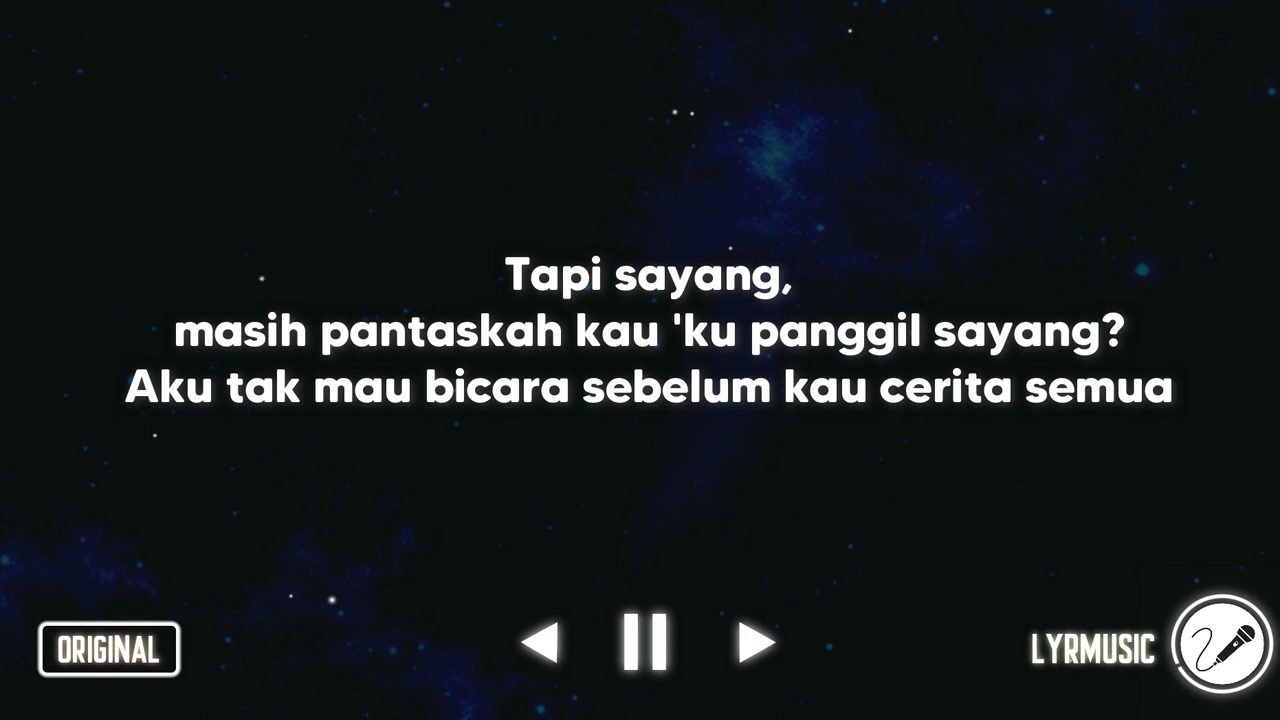 Tapi sayang,
masih pantaskah kau 'ku panggil sayang?
Aku tak mau bicara sebelum kau cerita semua
ORIGINAL
LYRMUSIC